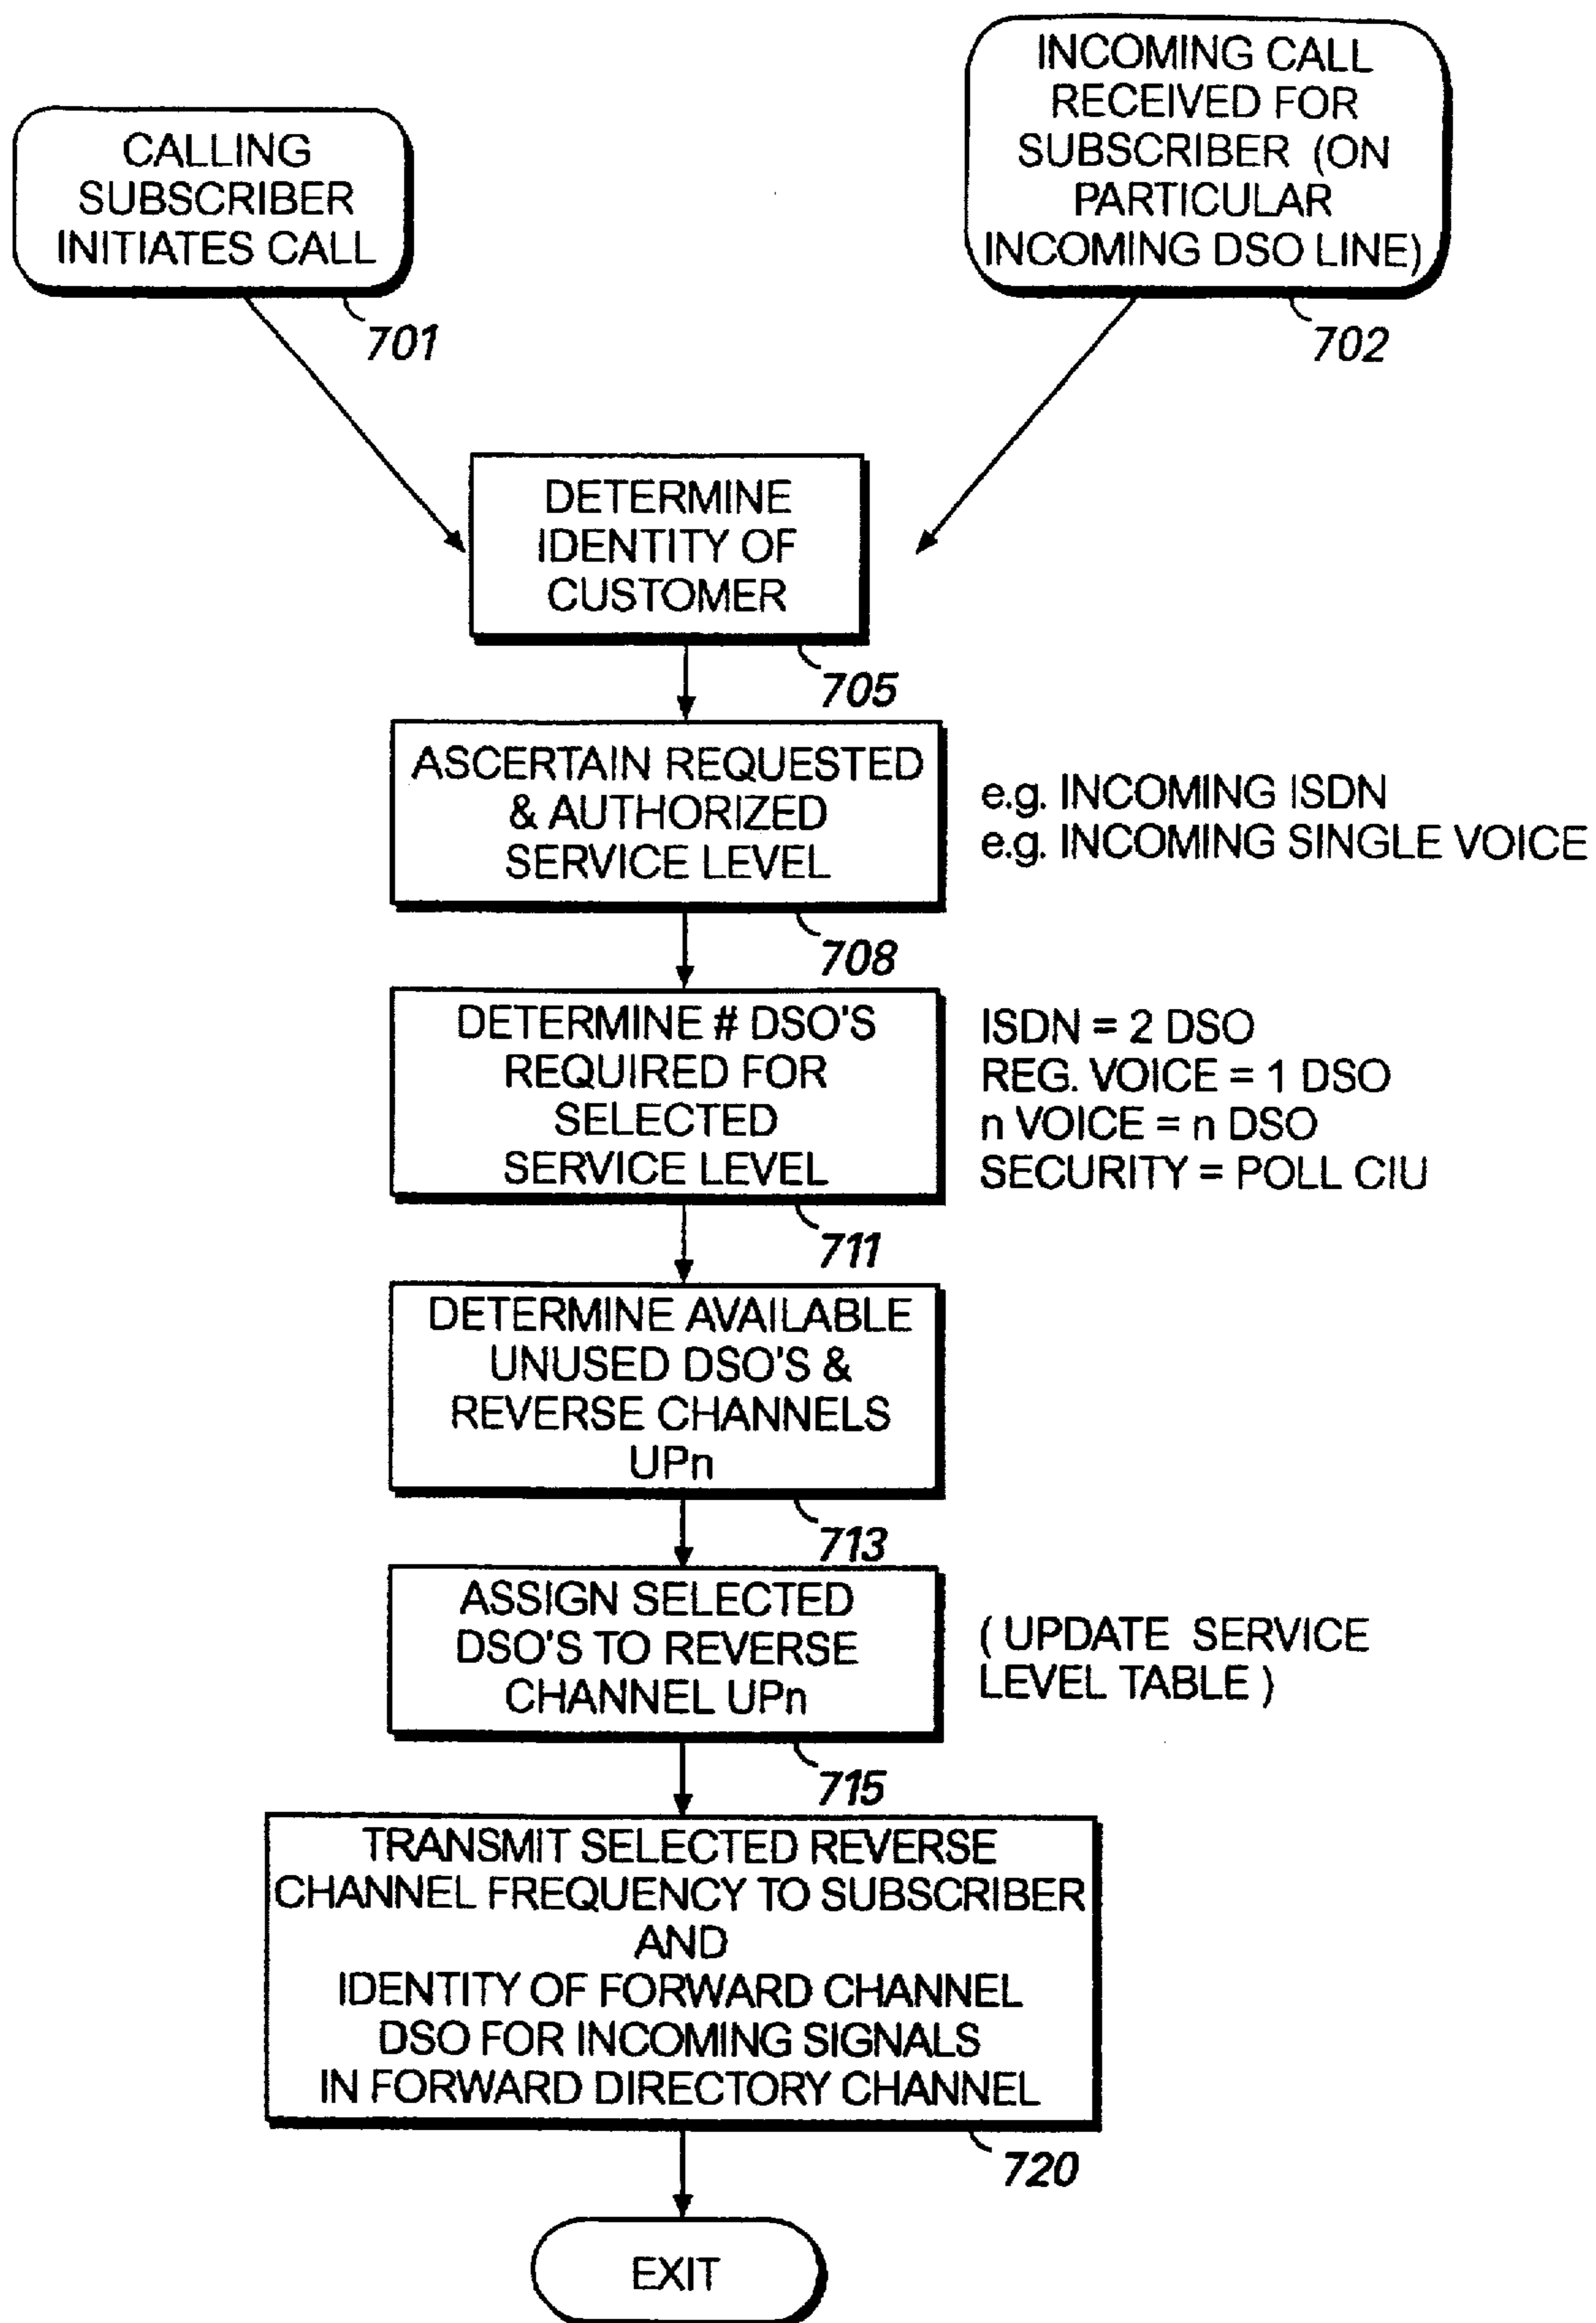 CALLING
SUBSCRIBER
INITIATES CALL
701
INCOMING CALL
RECEIVED FOR
SUBSCRIBER (ON
PARTICULAR
INCOMING DSO LINE)
702
DETERMINE
IDENTITY OF
CUSTOMER
705
ASCERTAIN REQUESTED
& AUTHORIZED
SERVICE LEVEL
708
e.g. INCOMING ISDN
e.g. INCOMING SINGLE VOICE
DETERMINE # DSO'S
REQUIRED FOR
SELECTED
SERVICE LEVEL
711
ISDN = 2 DSO
REG. VOICE = 1 DSO
n VOICE = n DSO
SECURITY = POLL CIU
DETERMINE AVAILABLE
UNUSED DSO'S &
REVERSE CHANNELS
UPn
713
ASSIGN SELECTED
DSO'S TO REVERSE
CHANNEL UPn
715
( UPDATE SERVICE
LEVEL TABLE )
TRANSMIT SELECTED REVERSE
CHANNEL FREQUENCY TO SUBSCRIBER
AND
IDENTITY OF FORWARD CHANNEL
DSO FOR INCOMING SIGNALS
IN FORWARD DIRECTORY CHANNEL
720
EXIT